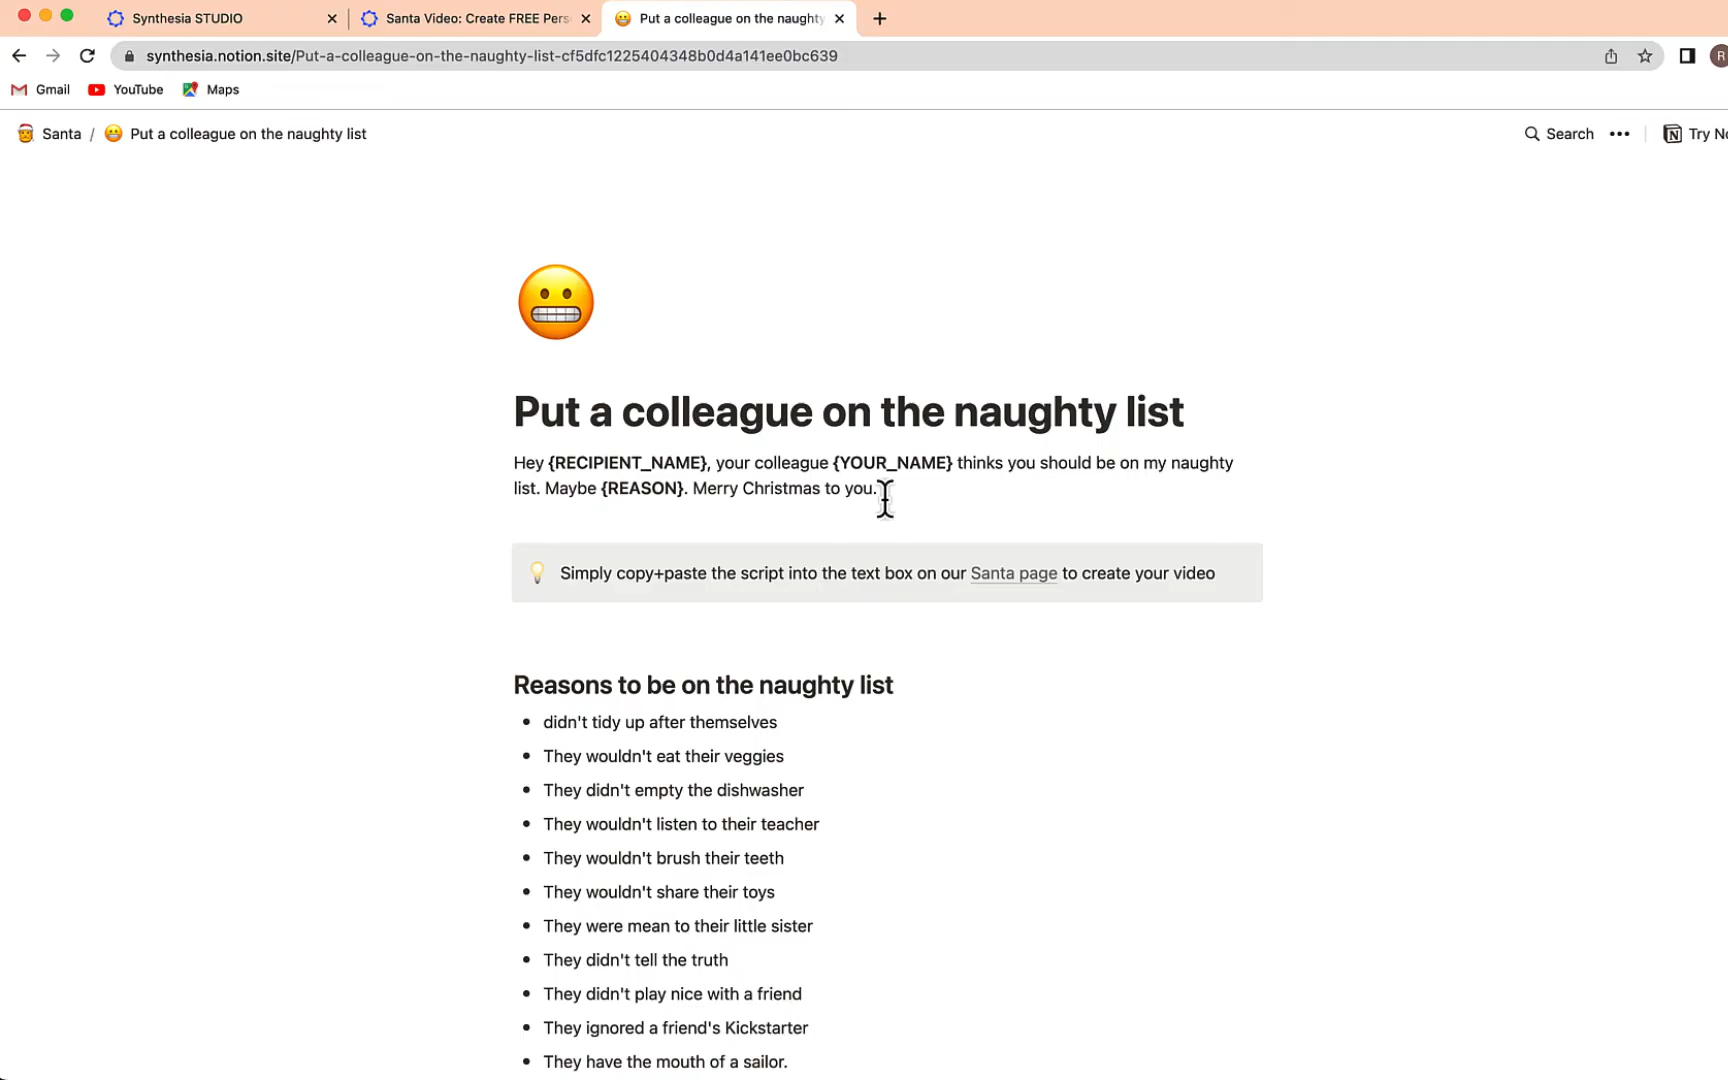 Synthesia STUDIO
Santa Video: Create FREE Pers
Put a colleague on the naughty
synthesia.notion.site/Put-a-colleague-on-the-naughty-list-cf5dfc1225404348b0d4a141ee0bc639
R
Gmail
YouTube
Maps
Santa / Put a colleague on the naughty list
Search
Try No
Put a colleague on the naughty list
Hey {RECIPIENT_NAME}, your colleague {YOUR_NAME} thinks you should be on my naughty
list. Maybe {REASON}. Merry Christmas to you.
Simply copy+paste the script into the text box on our Santa page to create your video
Reasons to be on the naughty list
• didn't tidy up after themselves
• They wouldn't eat their veggies
• They didn't empty the dishwasher
• They wouldn't listen to their teacher
• They wouldn't brush their teeth
• They wouldn't share their toys
• They were mean to their little sister
• They didn't tell the truth
• They didn't play nice with a friend
• They ignored a friend's Kickstarter
• They have the mouth of a sailor.